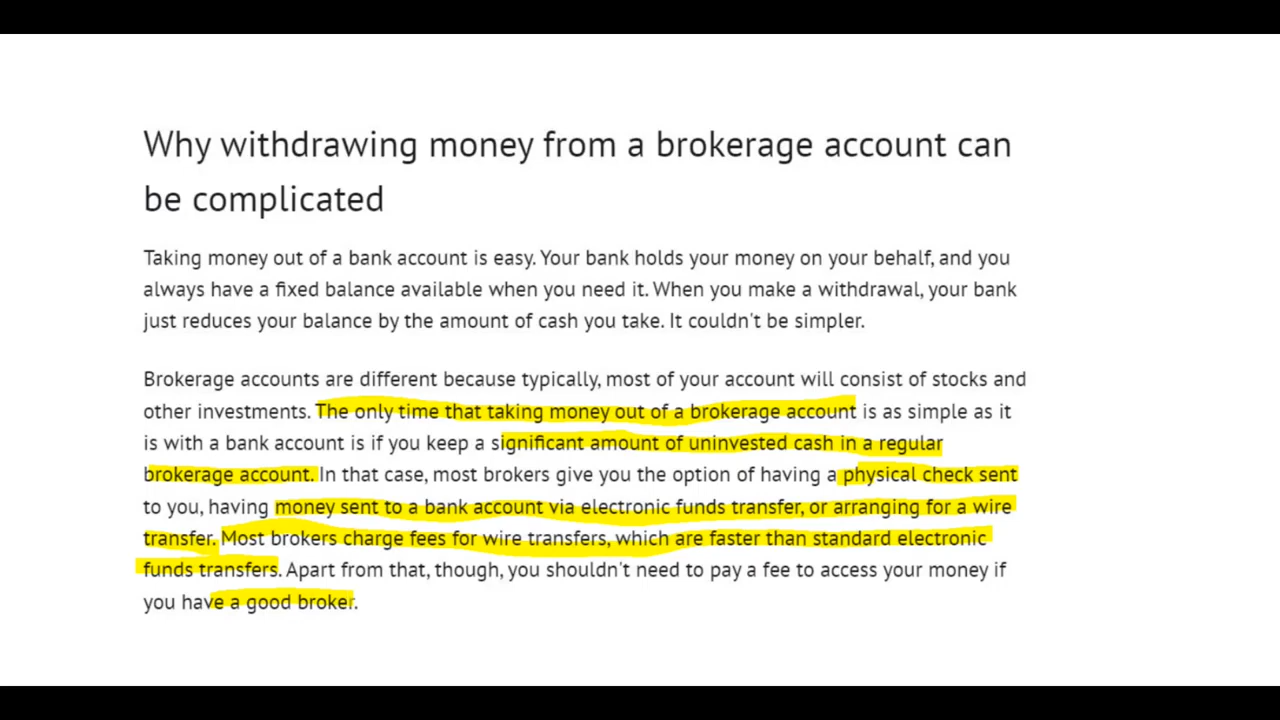 Why withdrawing money from a brokerage account can
be complicated
Taking money out of a bank account is easy. Your bank holds your money on your behalf, and you
always have a fixed balance available when you need it. When you make a withdrawal, your bank
just reduces your balance by the amount of cash you take. It couldn't be simpler.
Brokerage accounts are different because typically, most of your account will consist of stocks and
other investments. The only time that taking money out of a brokerage account is as simple as it
is with a bank account is if you keep a significant amount of uninvested cash in a regular
brokerage account. In that case, most brokers give you the option of having a physical check sent
to you, having money sent to a bank account via electronic funds transfer, or arranging for a wire
transfer. Most brokers charge fees for wire transfers, which are faster than standard electronic
funds transfers. Apart from that, though, you shouldn't need to pay a fee to access your money if
you have a good broker.